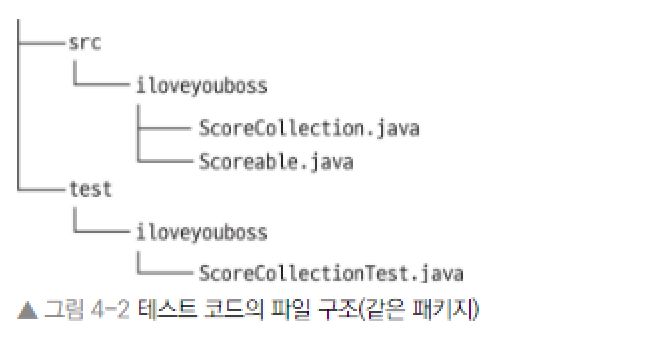 src
iloveyouboss
ScoreCollection.java
Scoreable.java
test
iloveyouboss
ScoreCollectionTest.java
▲ 그림 4-2 테스트 코드의 파일 구조(같은 패키지)